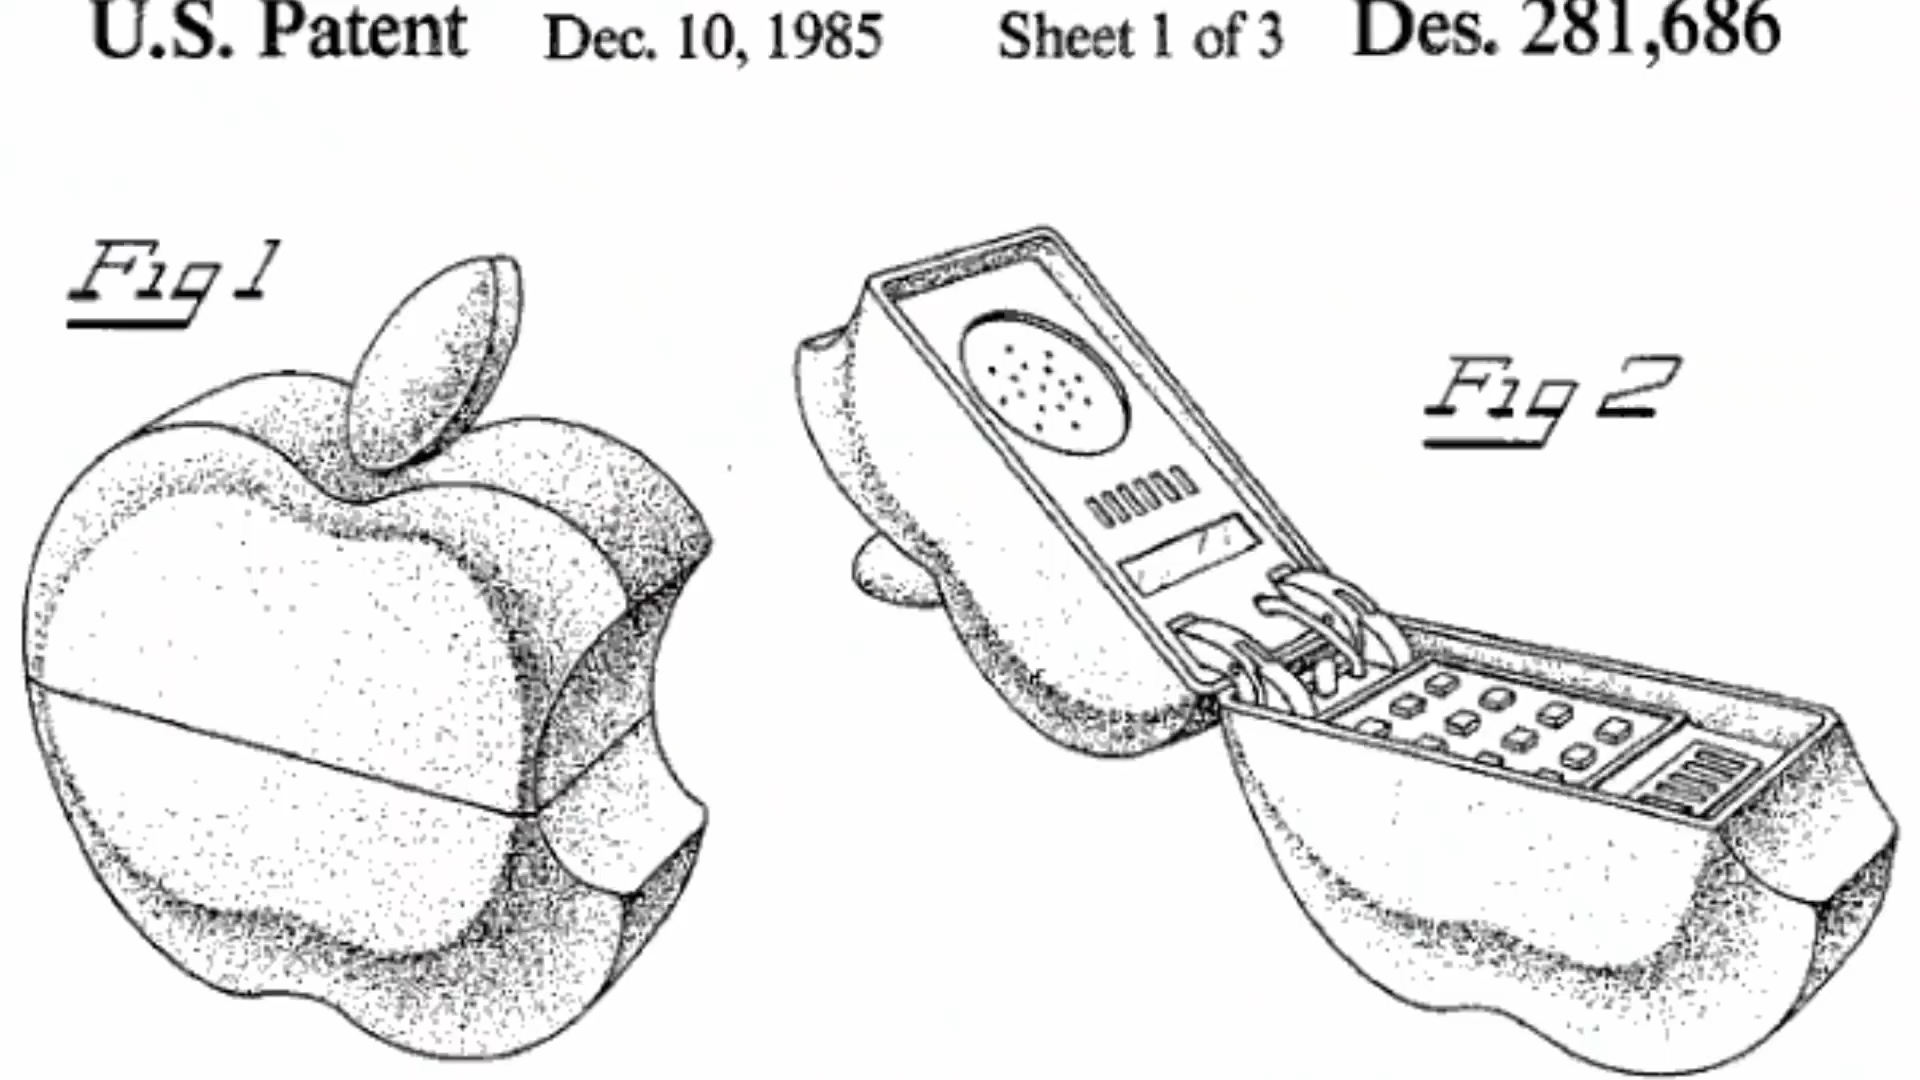 U.S. Patent Dec. 10, 1985 Sheet 1 of 3 Des. 281,686
Fig 1
Fig 2